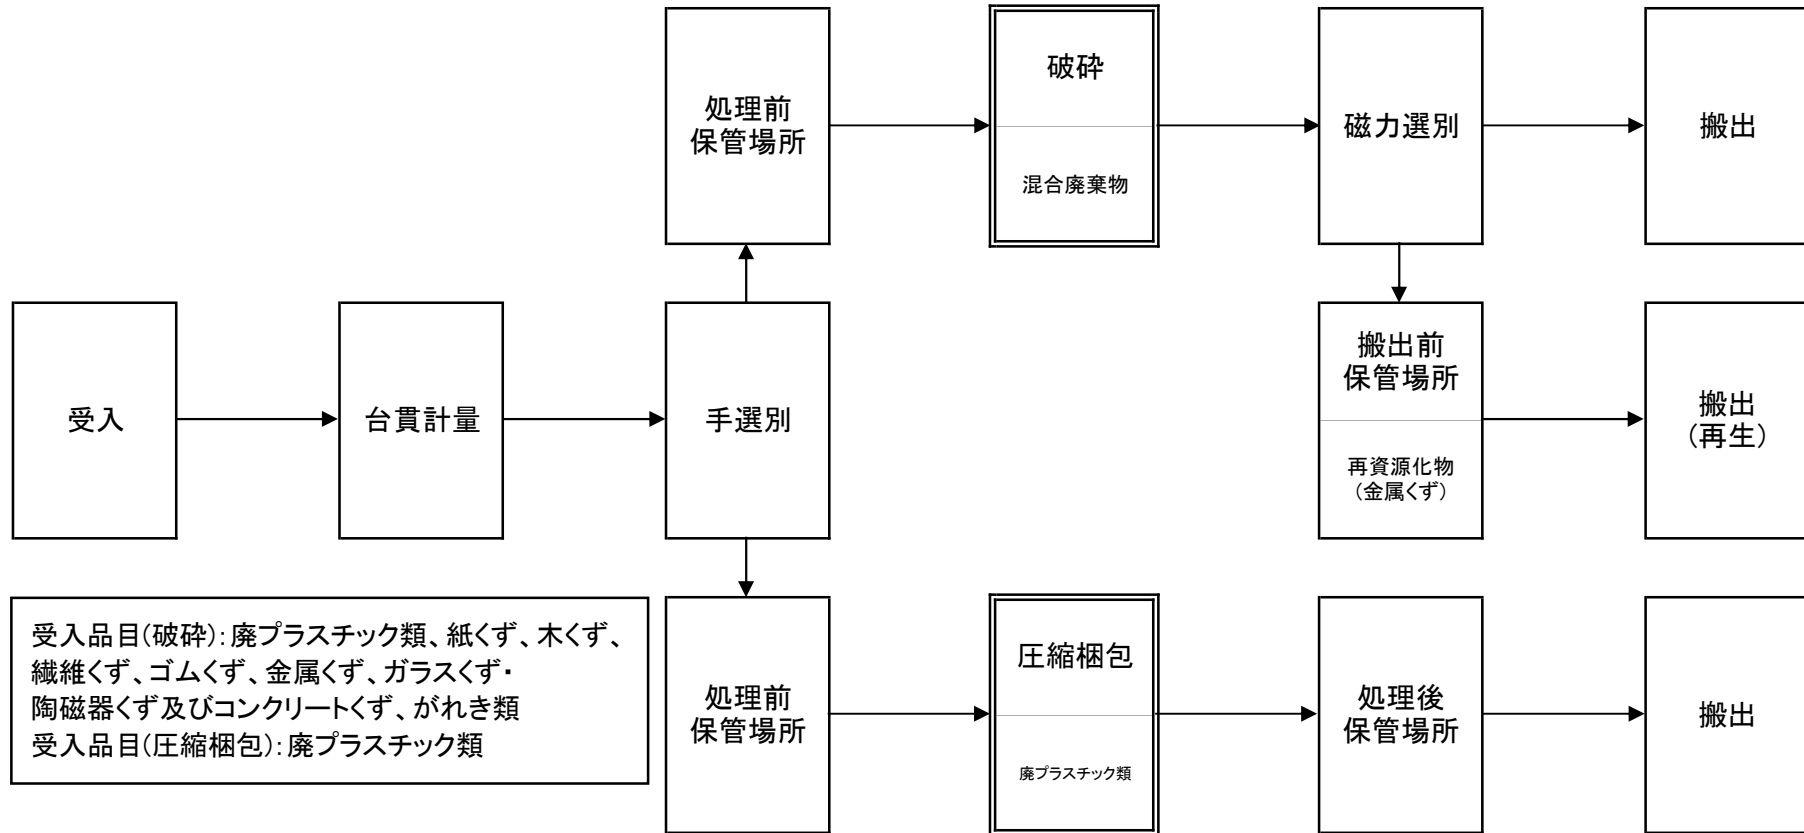 処理前
保管場所
破砕
混合廃棄物
磁力選別
搬出
受入
台貫計量
手選別
搬出前
保管場所
再資源化物
(金属くず)
搬出
(再生)
受入品目(破砕):廃プラスチック類、紙くず、木くず、
繊維くず、ゴムくず、金属くず、ガラスくず・
陶磁器くず及びコンクリートくず、がれき類
受入品目(圧縮梱包):廃プラスチック類
処理前
保管場所
圧縮梱包
廃プラスチック類
処理後
保管場所
搬出